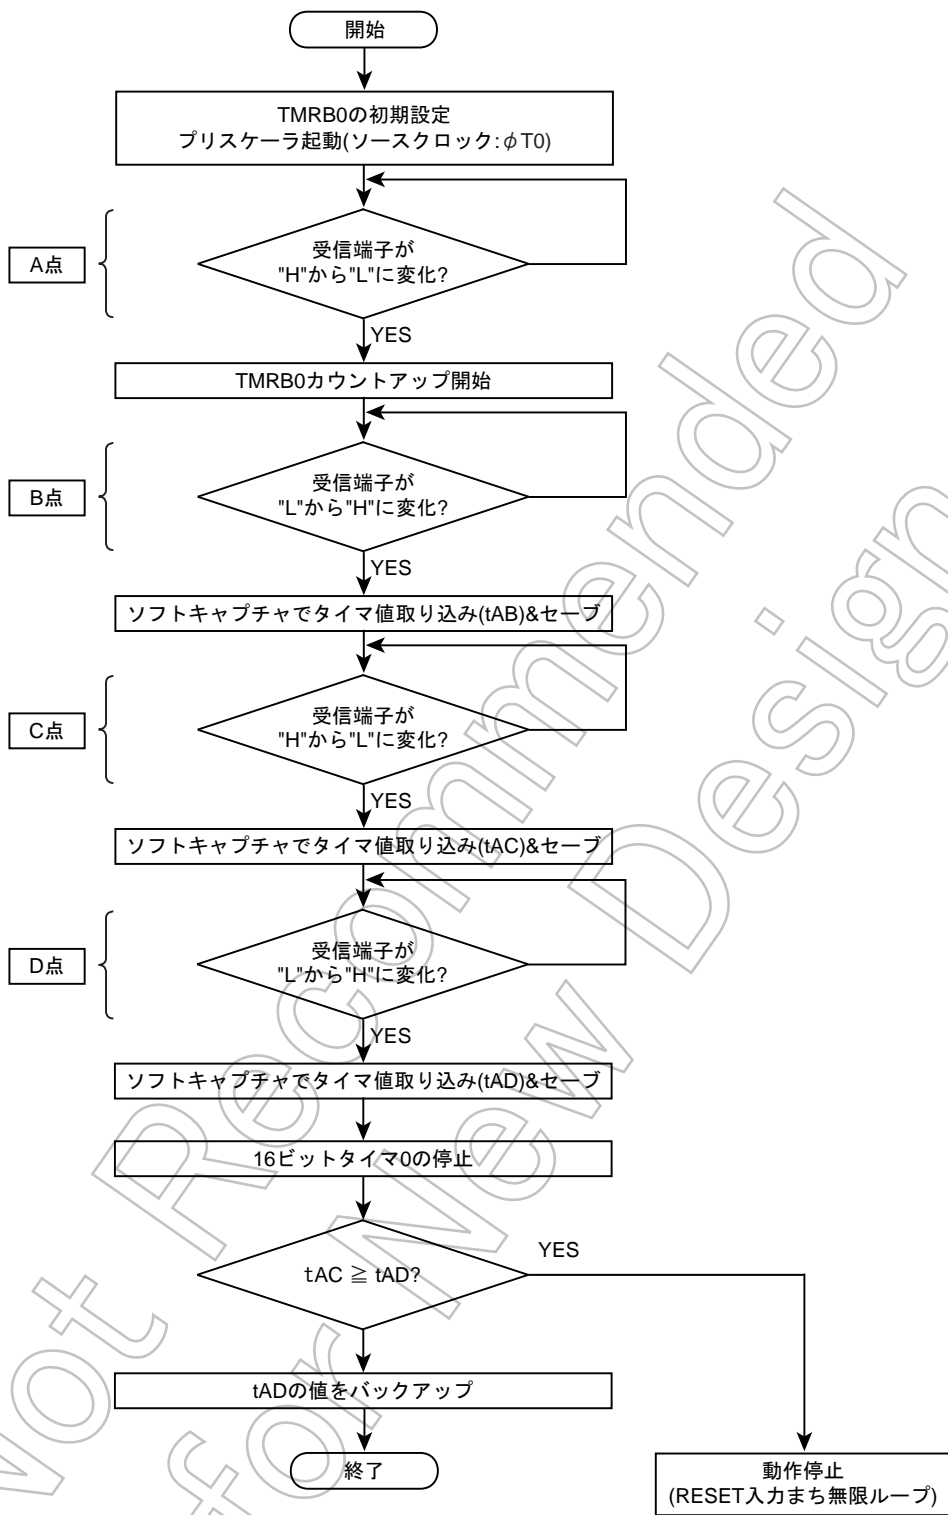 開始
TMRB0の初期設定
プリスケーラ起動(ソースクロック:φT0)
A点
受信端子が
"H"から"L"に変化?
YES
TMRB0カウントアップ開始
B点
受信端子が
"L"から"H"に変化?
YES
ソフトキャプチャでタイマ値取り込み(tAB)&セーブ
C点
受信端子が
"H"から"L"に変化?
YES
ソフトキャプチャでタイマ値取り込み(tAC)&セーブ
D点
受信端子が
"L"から"H"に変化?
YES
ソフトキャプチャでタイマ値取り込み(tAD)&セーブ
16ビットタイマ0の停止
tAC ≧ tAD?
YES
tADの値をバックアップ
終了
動作停止
(RESET入力まち無限ループ)
Not Recommended
for New Design